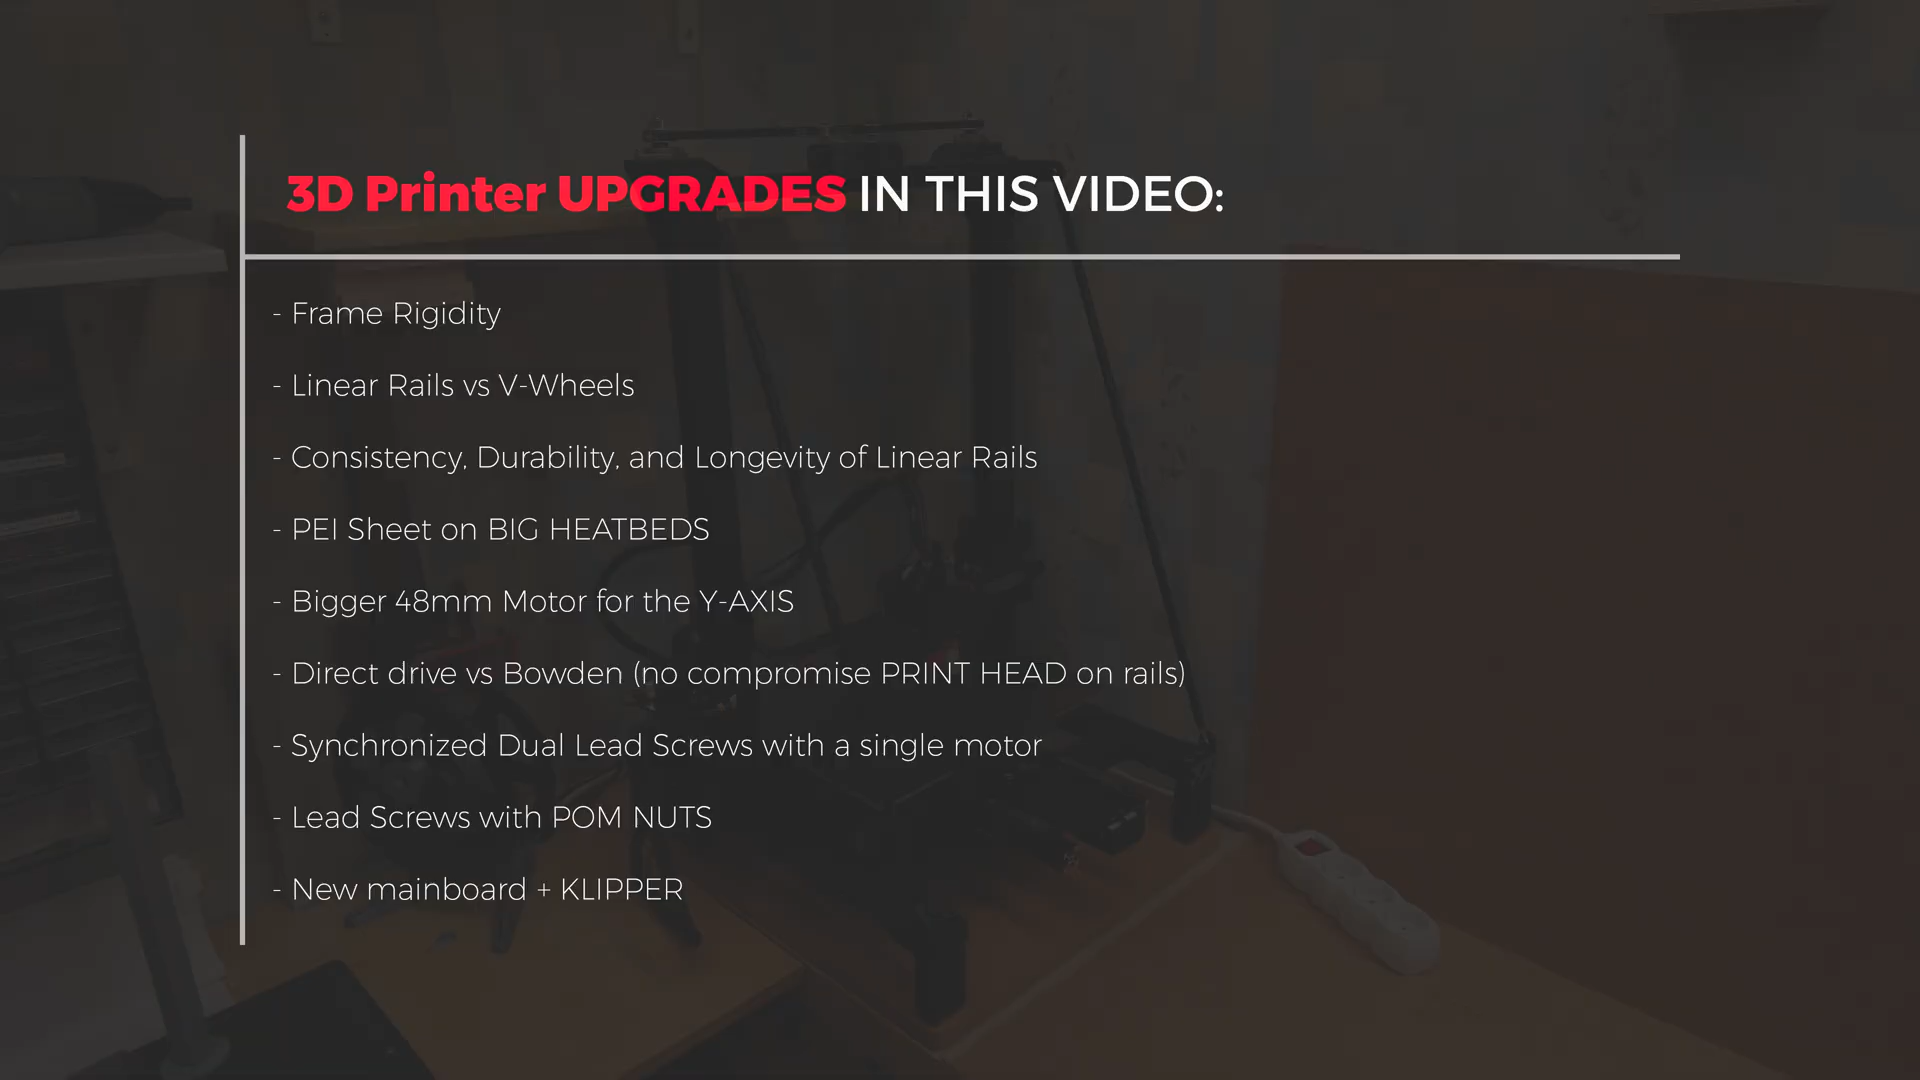 3D Printer UPGRADES IN THIS VIDEO:
- Frame Rigidity
- Linear Rails vs V-Wheels
- Consistency, Durability, and Longevity of Linear Rails
- PEI Sheet on BIG HEATBEDS
- Bigger 48mm Motor for the Y-AXIS
- Direct drive vs Bowden (no compromise PRINT HEAD on rails)
- Synchronized Dual Lead Screws with a single motor
- Lead Screws with POM NUTS
- New mainboard + KLIPPER